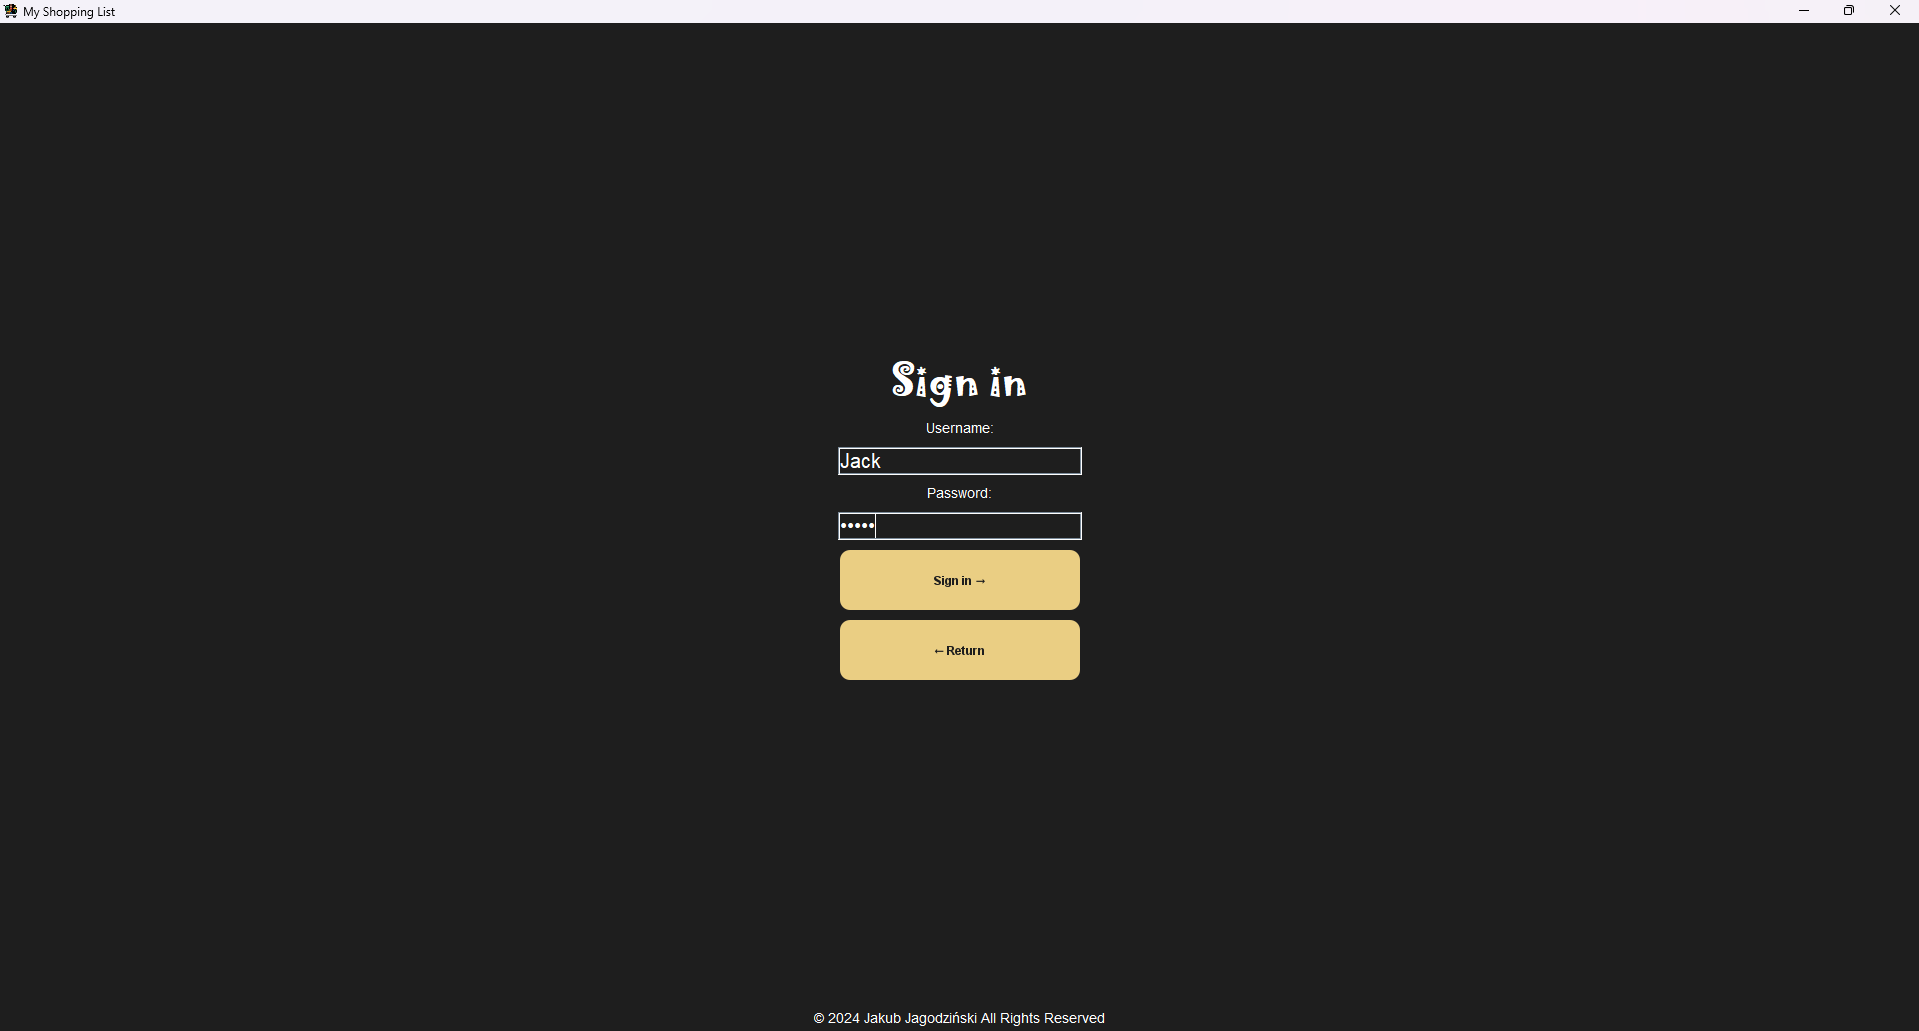 My Shopping List
Sign in
Username:
Jack
Password:
•••••
Sign in →
← Return
© 2024 Jakub Jagodziński All Rights Reserved